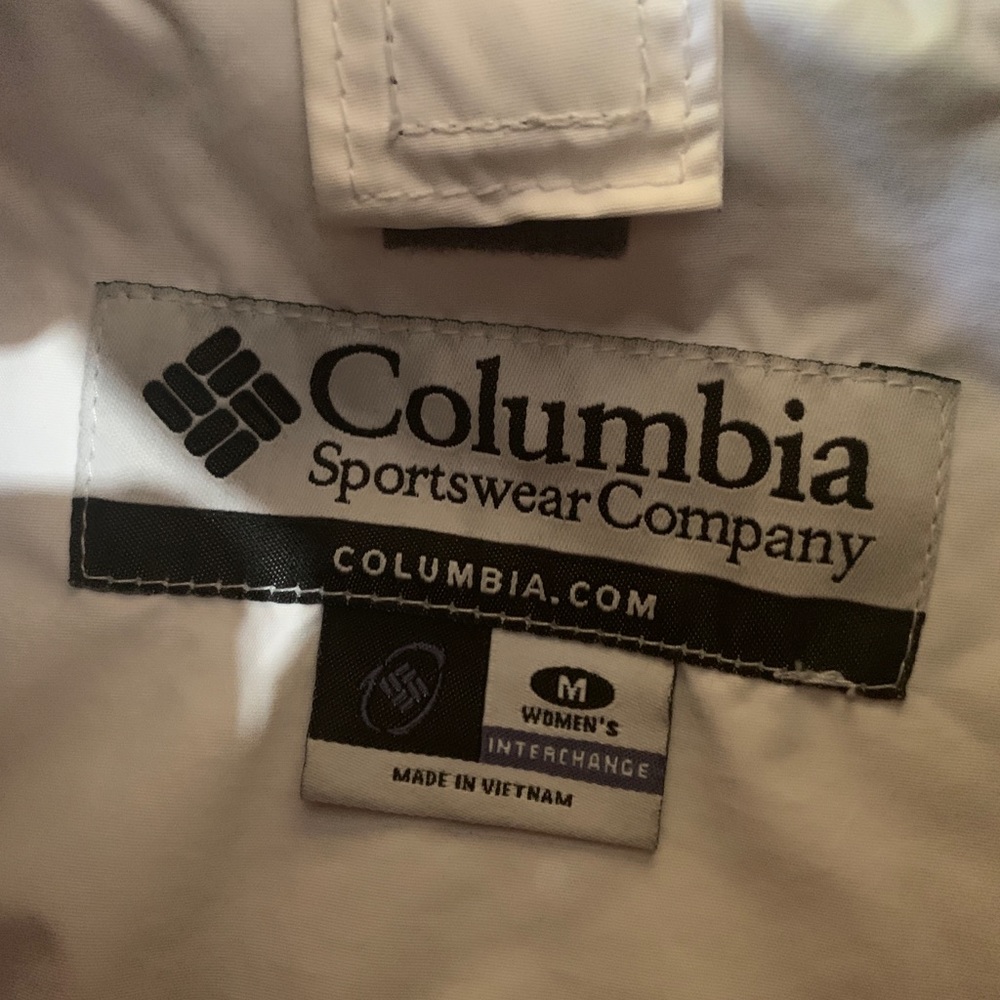 Columbia
Sportswear Company
COLUMBIA.COM
M
WOMEN'S
INTERCHANGE
MADE IN VIETNAM